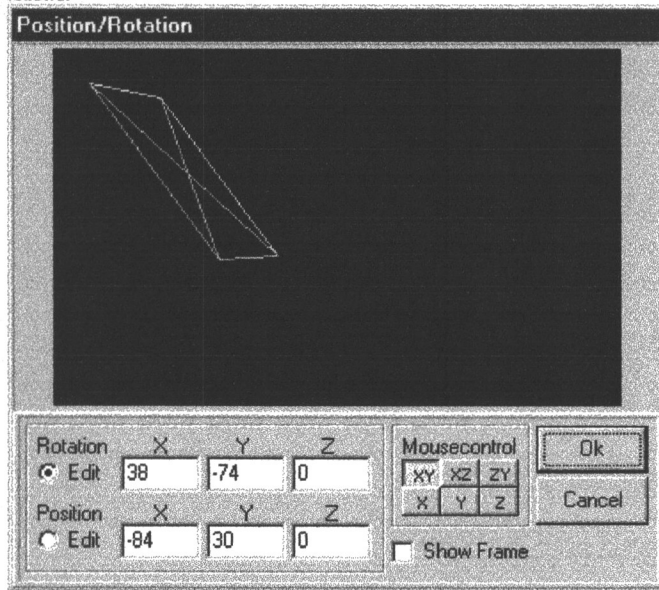 Position/Rotation
Rotation X Y Z
Edit 38 -74 0
Position X Y Z
Edit -84 30 0
Mousecontrol
XY XZ ZY
X Y Z
Show Frame
Ok
Cancel